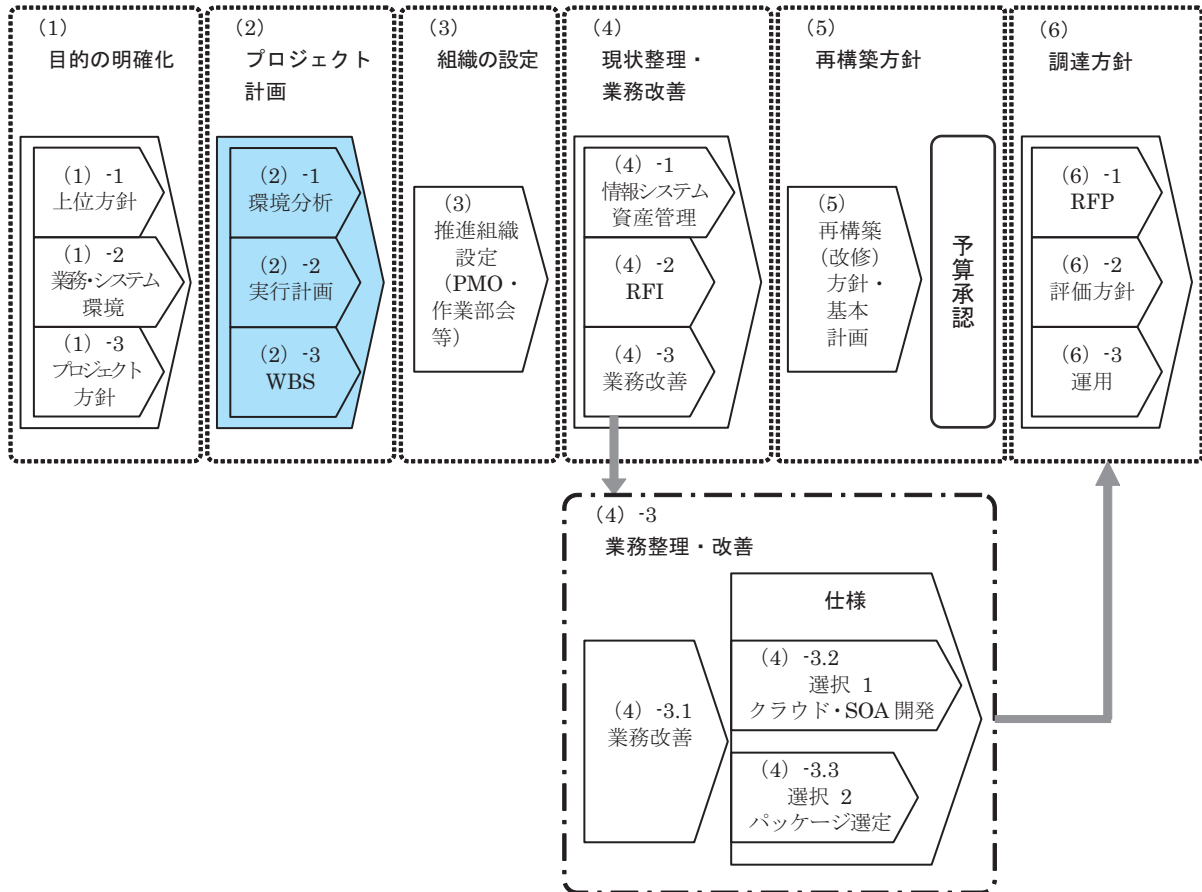 (1)
目的の明確化
(1) -1
上位方針
(1) -2
業務・システム
環境
(1) -3
プロジェクト
方針
(2)
プロジェクト
計画
(2) -1
環境分析
(2) -2
実行計画
(2) -3
WBS
(3)
組織の設定
(3)
推進組織
設定
(PMO・
作業部会
等)
(4)
現状整理・
業務改善
(4) -1
情報システム
資産管理
(4) -2
RFI
(4) -3
業務改善
(5)
再構築方針
(5)
再構築
(改修)
方針・
基本
計画
予算承認
(6)
調達方針
(6) -1
RFP
(6) -2
評価方針
(6) -3
運用
(4) -3
業務整理・改善
(4) -3.1
業務改善
仕様
(4) -3.2
選択 1
クラウド・SOA 開発
(4) -3.3
選択 2
パッケージ選定